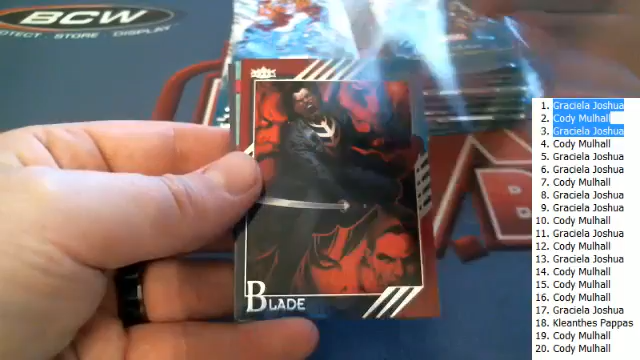 BCW
PROTECT · STORE · DISPLAY
BLADE
1. Graciela Joshua
2. Cody Mulhall
3. Graciela Joshua
4. Cody Mulhall
5. Graciela Joshua
6. Graciela Joshua
7. Cody Mulhall
8. Graciela Joshua
9. Graciela Joshua
10. Cody Mulhall
11. Graciela Joshua
12. Cody Mulhall
13. Graciela Joshua
14. Cody Mulhall
15. Cody Mulhall
16. Cody Mulhall
17. Graciela Joshua
18. Kleanthes Pappas
19. Cody Mulhall
20. Cody Mulhall